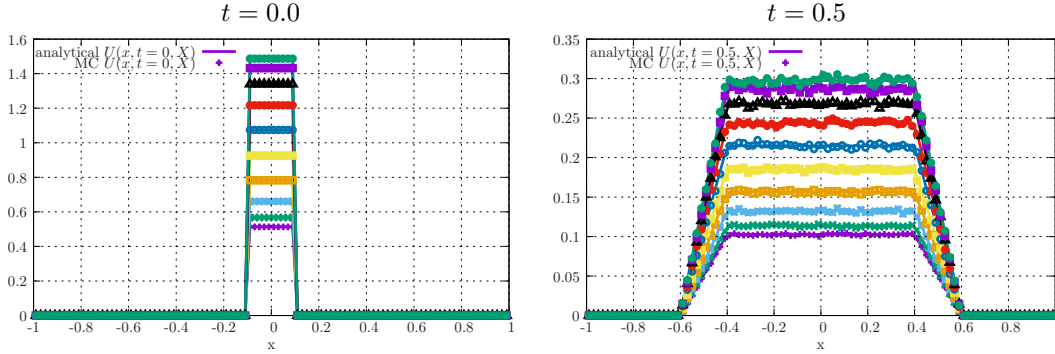 t = 0.0
1.6
1.4
1.2
1
0.8
0.6
0.4
0.2
0
-1 -0.8 -0.6 -0.4 -0.2 0 0.2 0.4 0.6 0.8 1
x
analytical U(x, t = 0, X)
MC U(x, t = 0, X)
t = 0.5
0.35
0.3
0.25
0.2
0.15
0.1
0.05
0
-1 -0.8 -0.6 -0.4 -0.2 0 0.2 0.4 0.6 0.8
x
analytical U(x, t = 0.5, X)
MC U(x, t = 0.5, X)